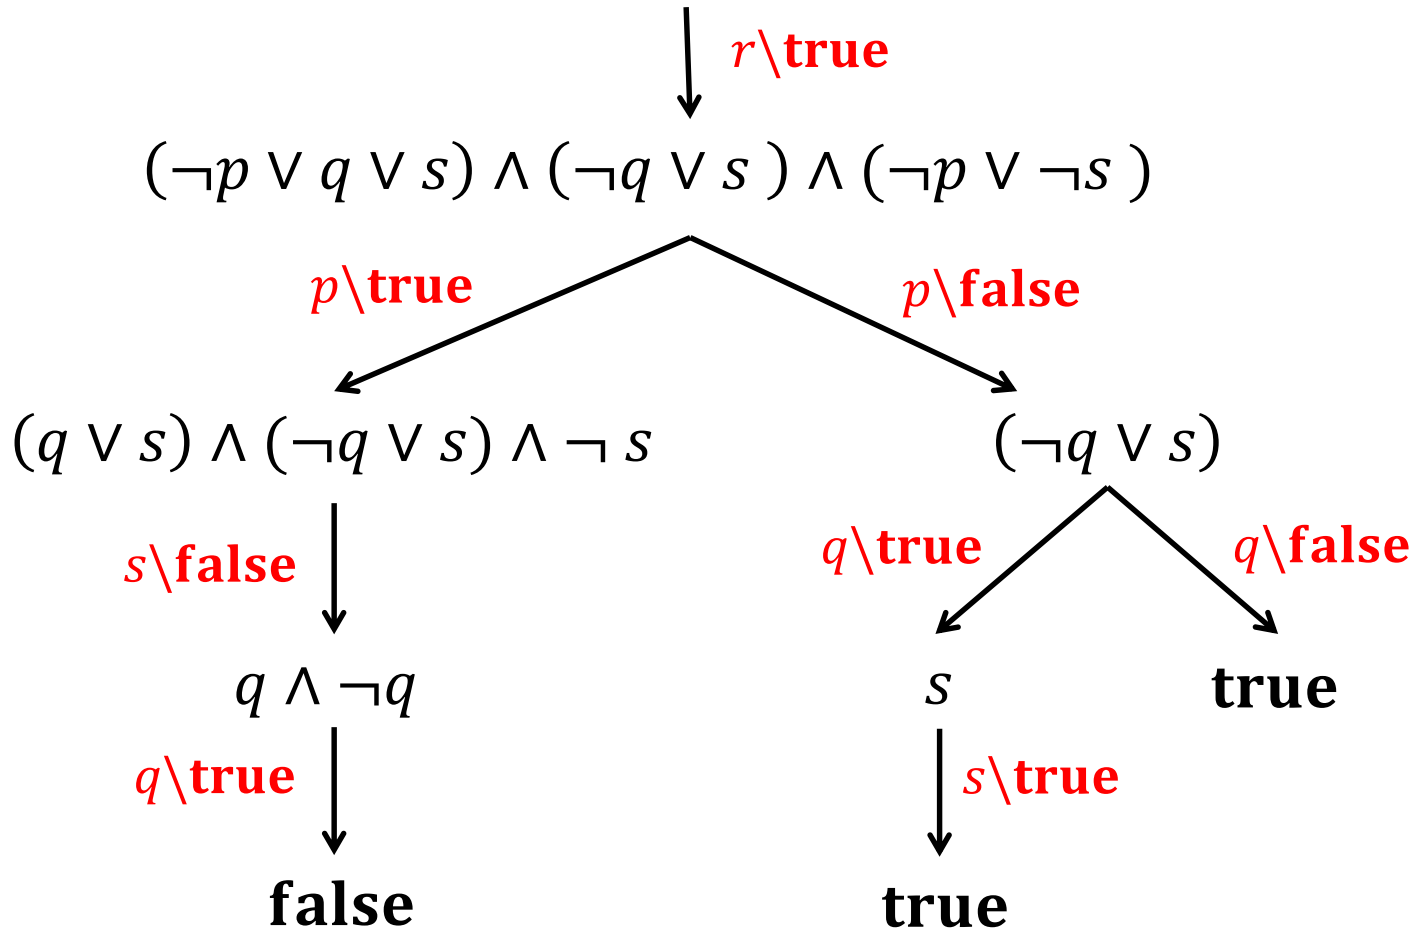 r\true
(¬p ∨ q ∨ s) ∧ (¬q ∨ s ) ∧ (¬p ∨ ¬s )
p\true
p\false
(q ∨ s) ∧ (¬q ∨ s) ∧ ¬ s
(¬q ∨ s)
s\false
q\true
q\false
q ∧ ¬q
s
true
q\true
s\true
false
true